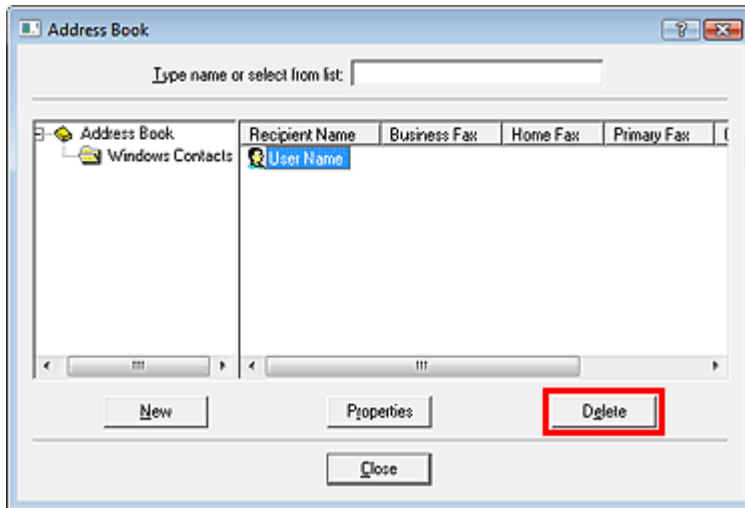 Address Book
Type name or select from list:
Address Book
Windows Contacts
Recipient Name Business Fax Home Fax Primary Fax
User Name
New Properties Delete
Close